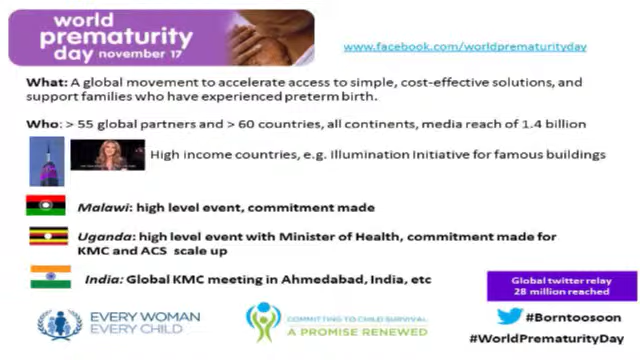 world
prematurity
day november 17
www.facebook.com/worldprematurityday
What: A global movement to accelerate access to simple, cost-effective solutions, and
support families who have experienced preterm birth.
Who: > 55 global partners and > 60 countries, all continents, media reach of 1.4 billion
High income countries, e.g. Illumination Initiative for famous buildings
Malawi: high level event, commitment made
Uganda: high level event with Minister of Health, commitment made for
KMC and ACS scale up
India: Global KMC meeting in Ahmedabad, India, etc
Global twitter relay
28 million reached
EVERY WOMAN
EVERY CHILD
COMMITTING TO CHILD SURVIVAL
A PROMISE RENEWED
#Borntoosoon
#WorldPrematurityDay